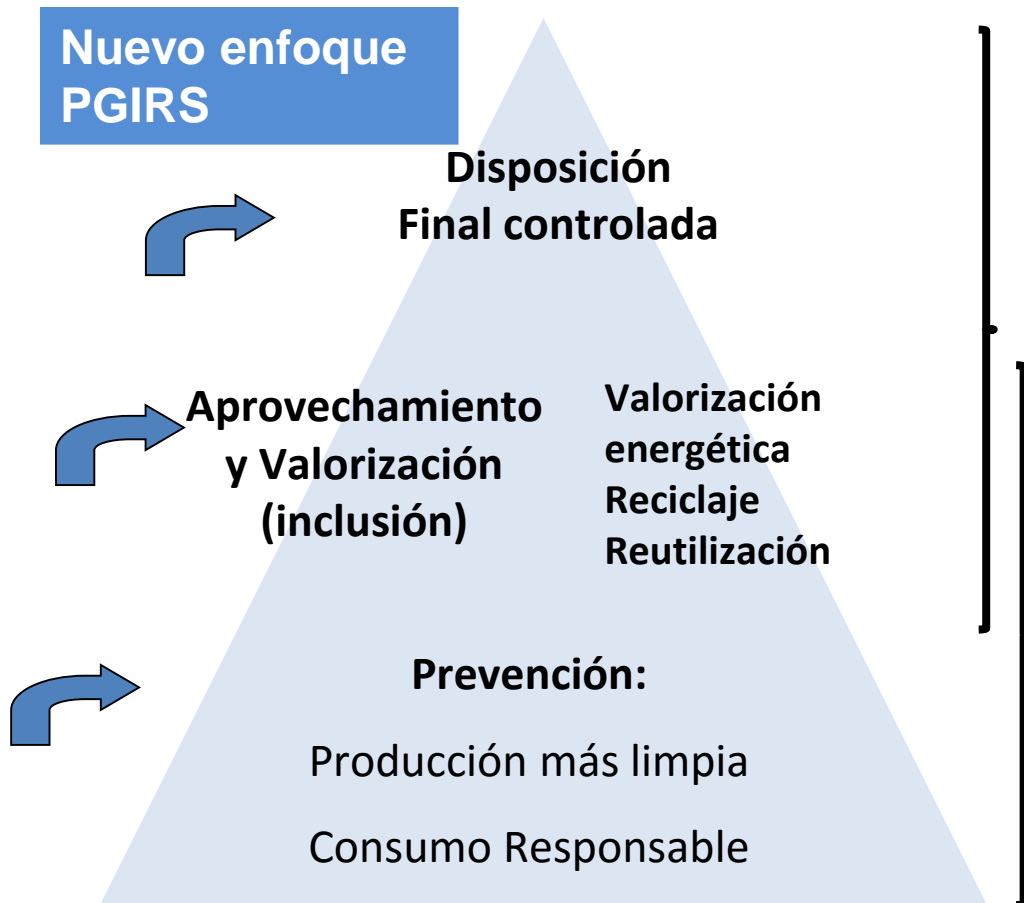 Nuevo enfoque
PGIRS
Disposición
Final controlada
Aprovechamiento
y Valorización
(inclusión)
Valorización
energética
Reciclaje
Reutilización
Prevención:
Producción más limpia
Consumo Responsable